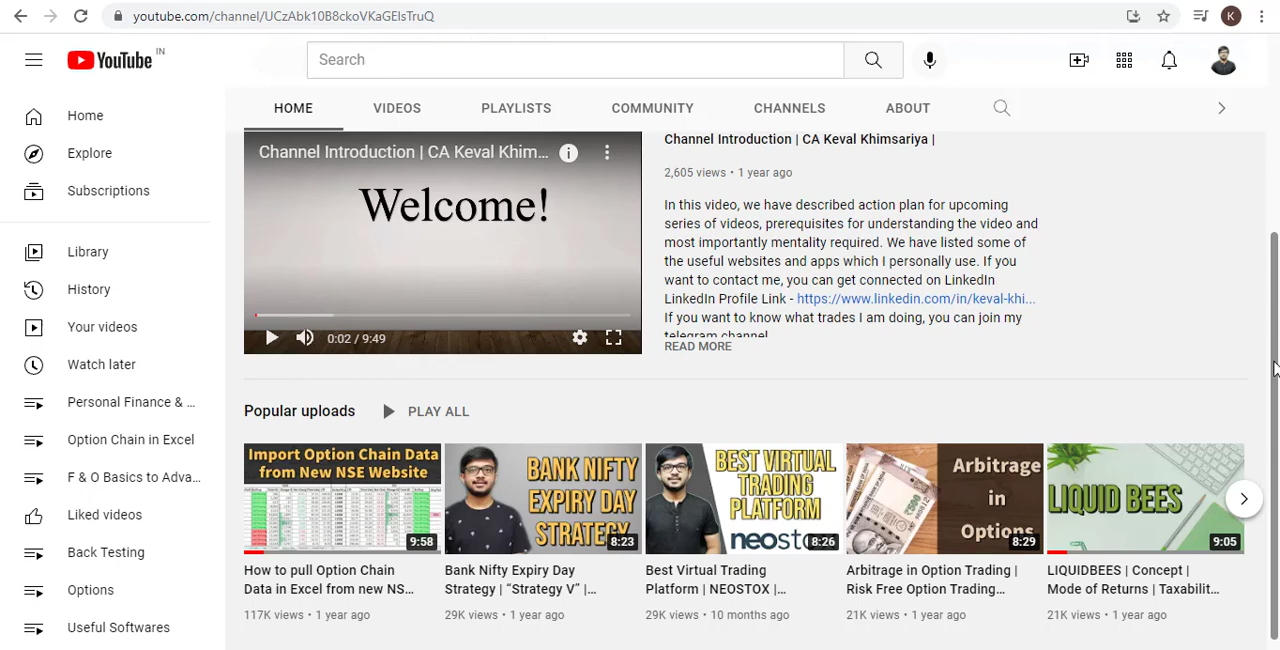 youtube.com/channel/UCzAbk10B8ckoVKaGElsTruQ
K
YouTube IN
Search
HOME VIDEOS PLAYLISTS COMMUNITY CHANNELS ABOUT
Home
Explore
Subscriptions
Library
History
Your videos
Watch later
Personal Finance & ...
Option Chain in Excel
F & O Basics to Adva...
Liked videos
Back Testing
Options
Useful Softwares
Channel Introduction | CA Keval Khim...
Welcome!
0:02 / 9:49
Channel Introduction | CA Keval Khimsariya |
2,605 views • 1 year ago
In this video, we have described action plan for upcoming
series of videos, prerequisites for understanding the video and
most importantly mentality required. We have listed some of
the useful websites and apps which I personally use. If you
want to contact me, you can get connected on LinkedIn
LinkedIn Profile Link - https://www.linkedin.com/in/keval-khi...
If you want to know what trades I am doing, you can join my
telegram channel
READ MORE
Popular uploads PLAY ALL
Import Option Chain Data
from New NSE Website
9:58
How to pull Option Chain
Data in Excel from new NS...
117K views • 1 year ago
BANK NIFTY
EXPIRY DAY
STRATEGY
8:23
Bank Nifty Expiry Day
Strategy | “Strategy V” |...
29K views • 1 year ago
BEST VIRTUAL
TRADING
PLATFORM
neosto
8:26
Best Virtual Trading
Platform | NEOSTOX |...
29K views • 10 months ago
Arbitrage
in
Options
8:29
Arbitrage in Option Trading |
Risk Free Option Trading...
21K views • 1 year ago
LIQUID BEES
9:05
LIQUIDBEES | Concept |
Mode of Returns | Taxabilit...
21K views • 1 year ago